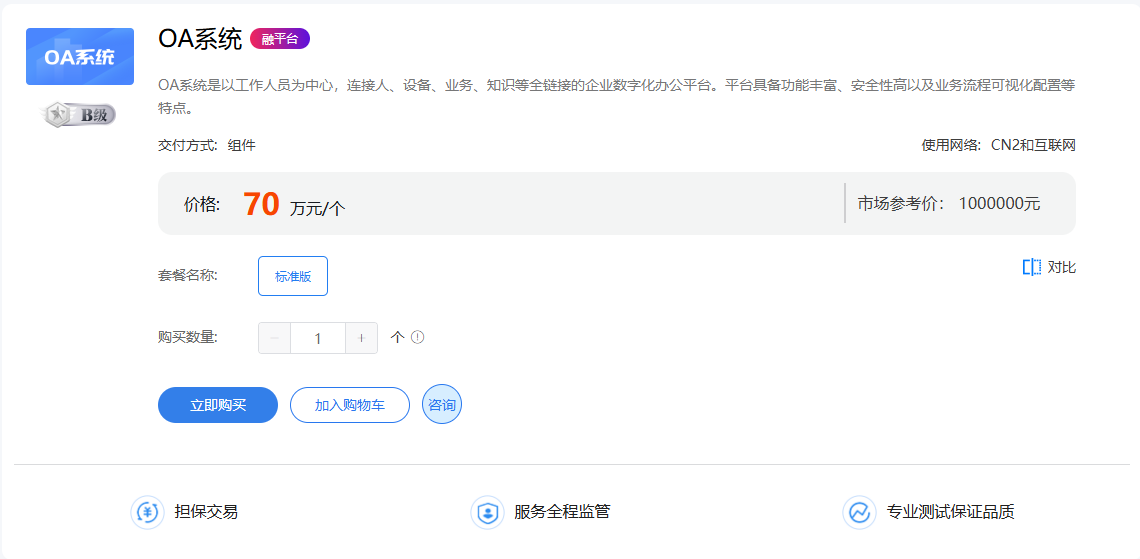 OA系统
OA系统 融平台
OA系统是以工作人员为中心，连接人、设备、业务、知识等全链接的企业数字化办公平台。平台具备功能丰富、安全性高以及业务流程可视化配置等
特点。
B级
交付方式: 组件 使用网络: CN2和互联网
价格: 70 万元/个 市场参考价: 1000000元
套餐名称: 标准版 对比
购买数量: − 1 + 个
立即购买 加入购物车 咨询
担保交易 服务全程监管 专业测试保证品质